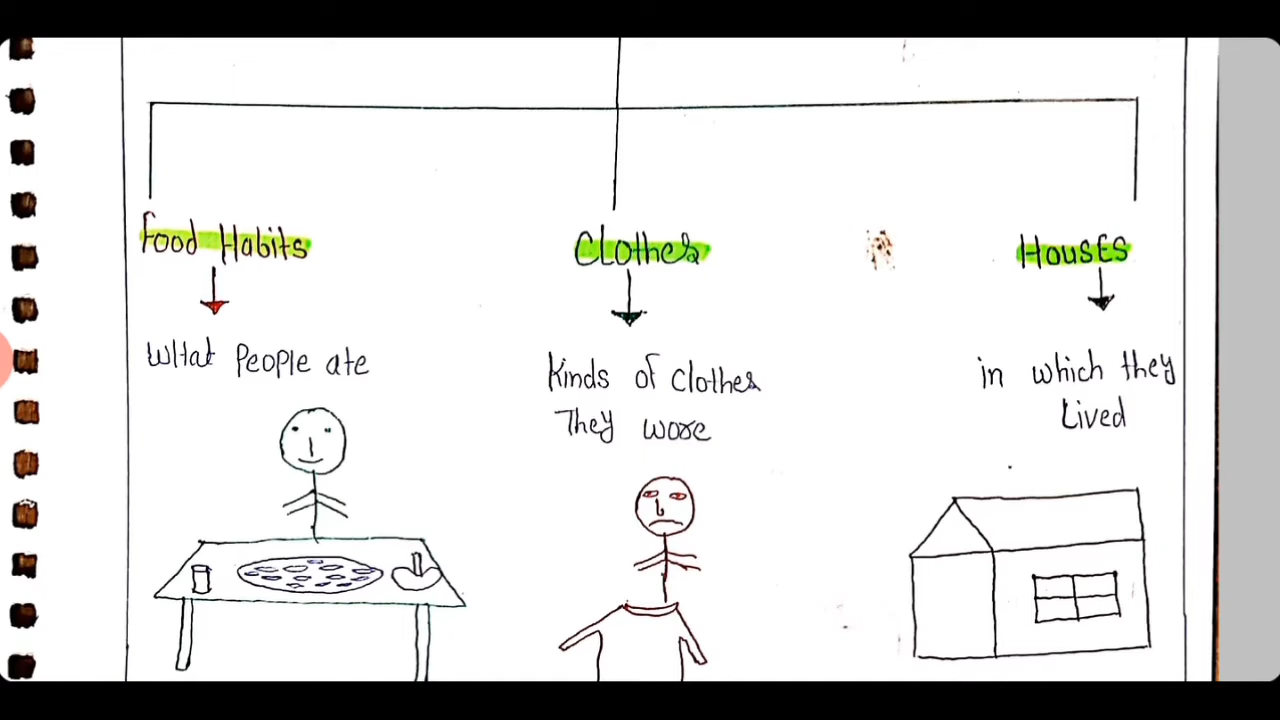 Food Habits
Clothes
Houses
What People ate
Kinds of clothes
They wore
in which they
Lived